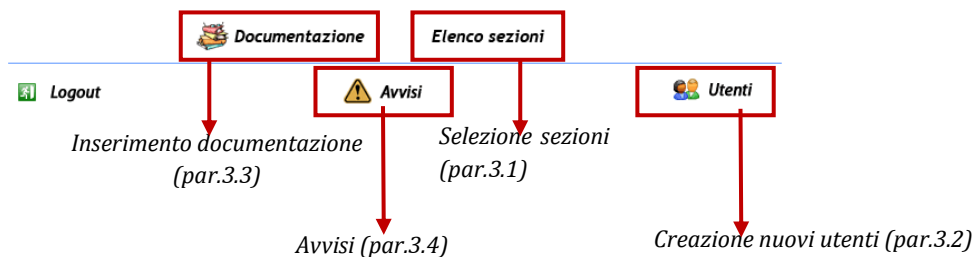 Documentazione
Elenco sezioni
Logout
Avvisi
Utenti
Inserimento documentazione
(par.3.3)
Selezione sezioni
(par.3.1)
Avvisi (par.3.4)
Creazione nuovi utenti (par.3.2)